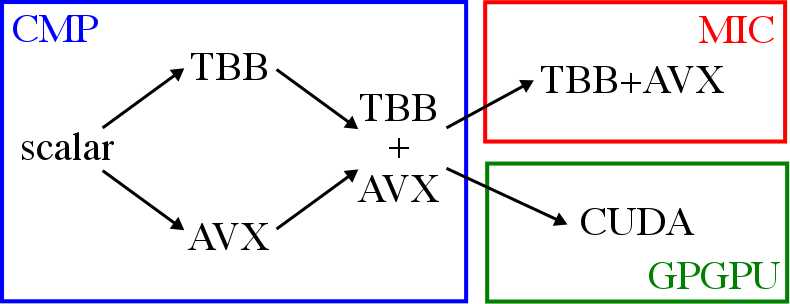 CMP
scalar
TBB
AVX
TBB
+
AVX
MIC
TBB+AVX
CUDA
GPGPU